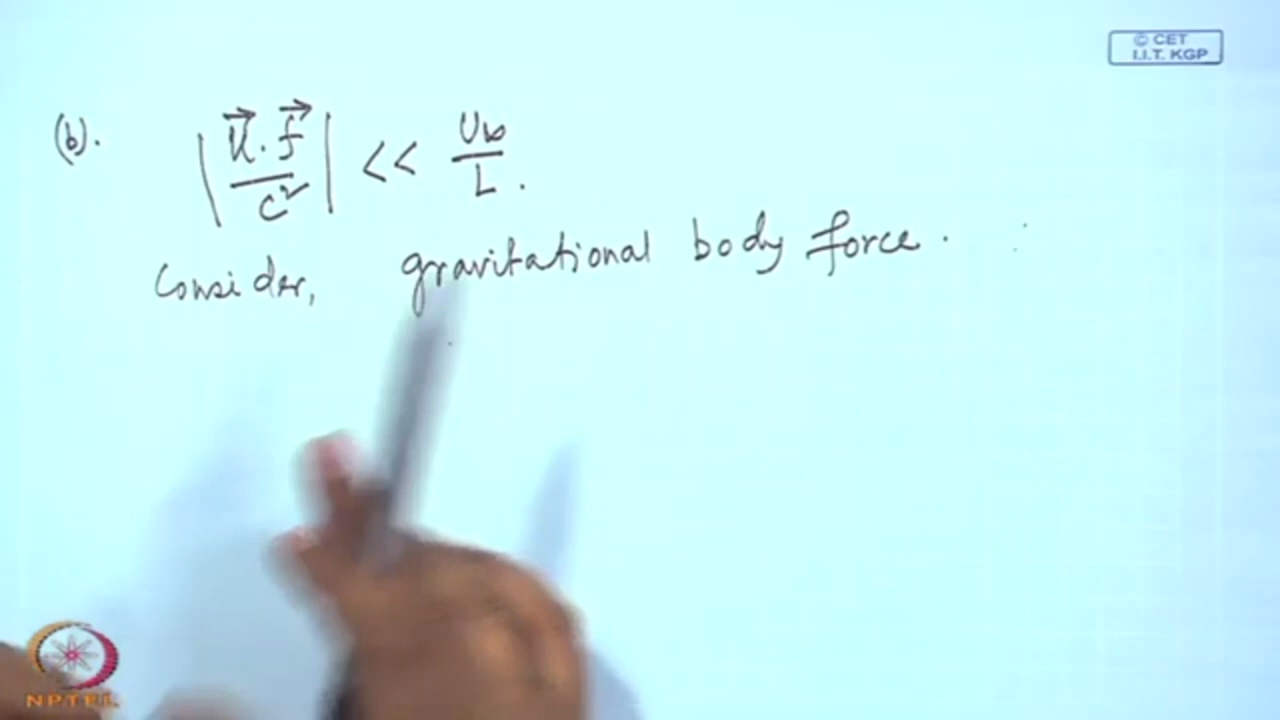 © CET
I.I.T. KGP
(b). | u⃗ . f⃗ / c² | << U∞ / L .
Consider, gravitational body force .
NPTEL